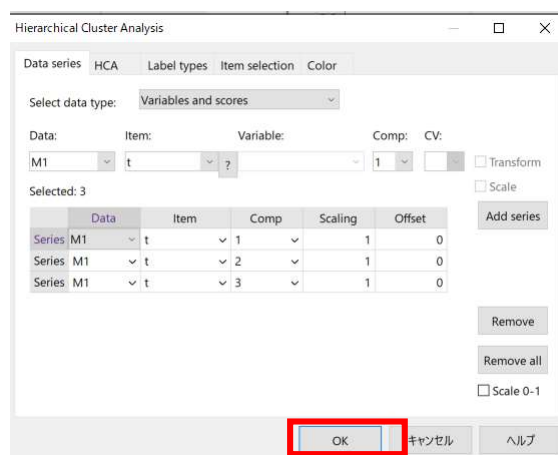 Hierarchical Cluster Analysis
Data series HCA Label types Item selection Color
Select data type: Variables and scores
Data: Item: Variable: Comp: CV:
M1 t ? 1 Transform
Selected: 3 Scale
Data Item Comp Scaling Offset Add series
Series M1 t 1 1 0
Series M1 t 2 1 0
Series M1 t 3 1 0
Remove
Remove all
Scale 0-1
OK キャンセル ヘルプ